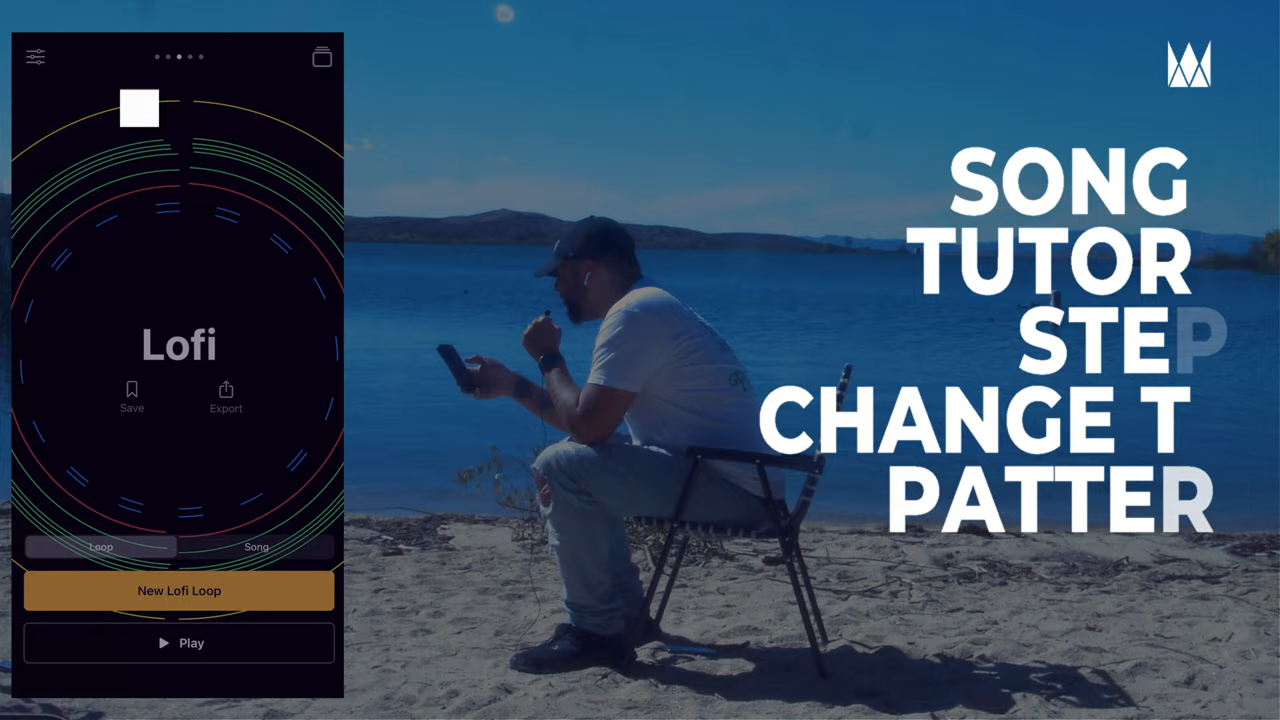 Lofi
Save
Export
Loop
Song
New Lofi Loop
Play
SONG
TUTOR
STEP
CHANGE T
PATTER